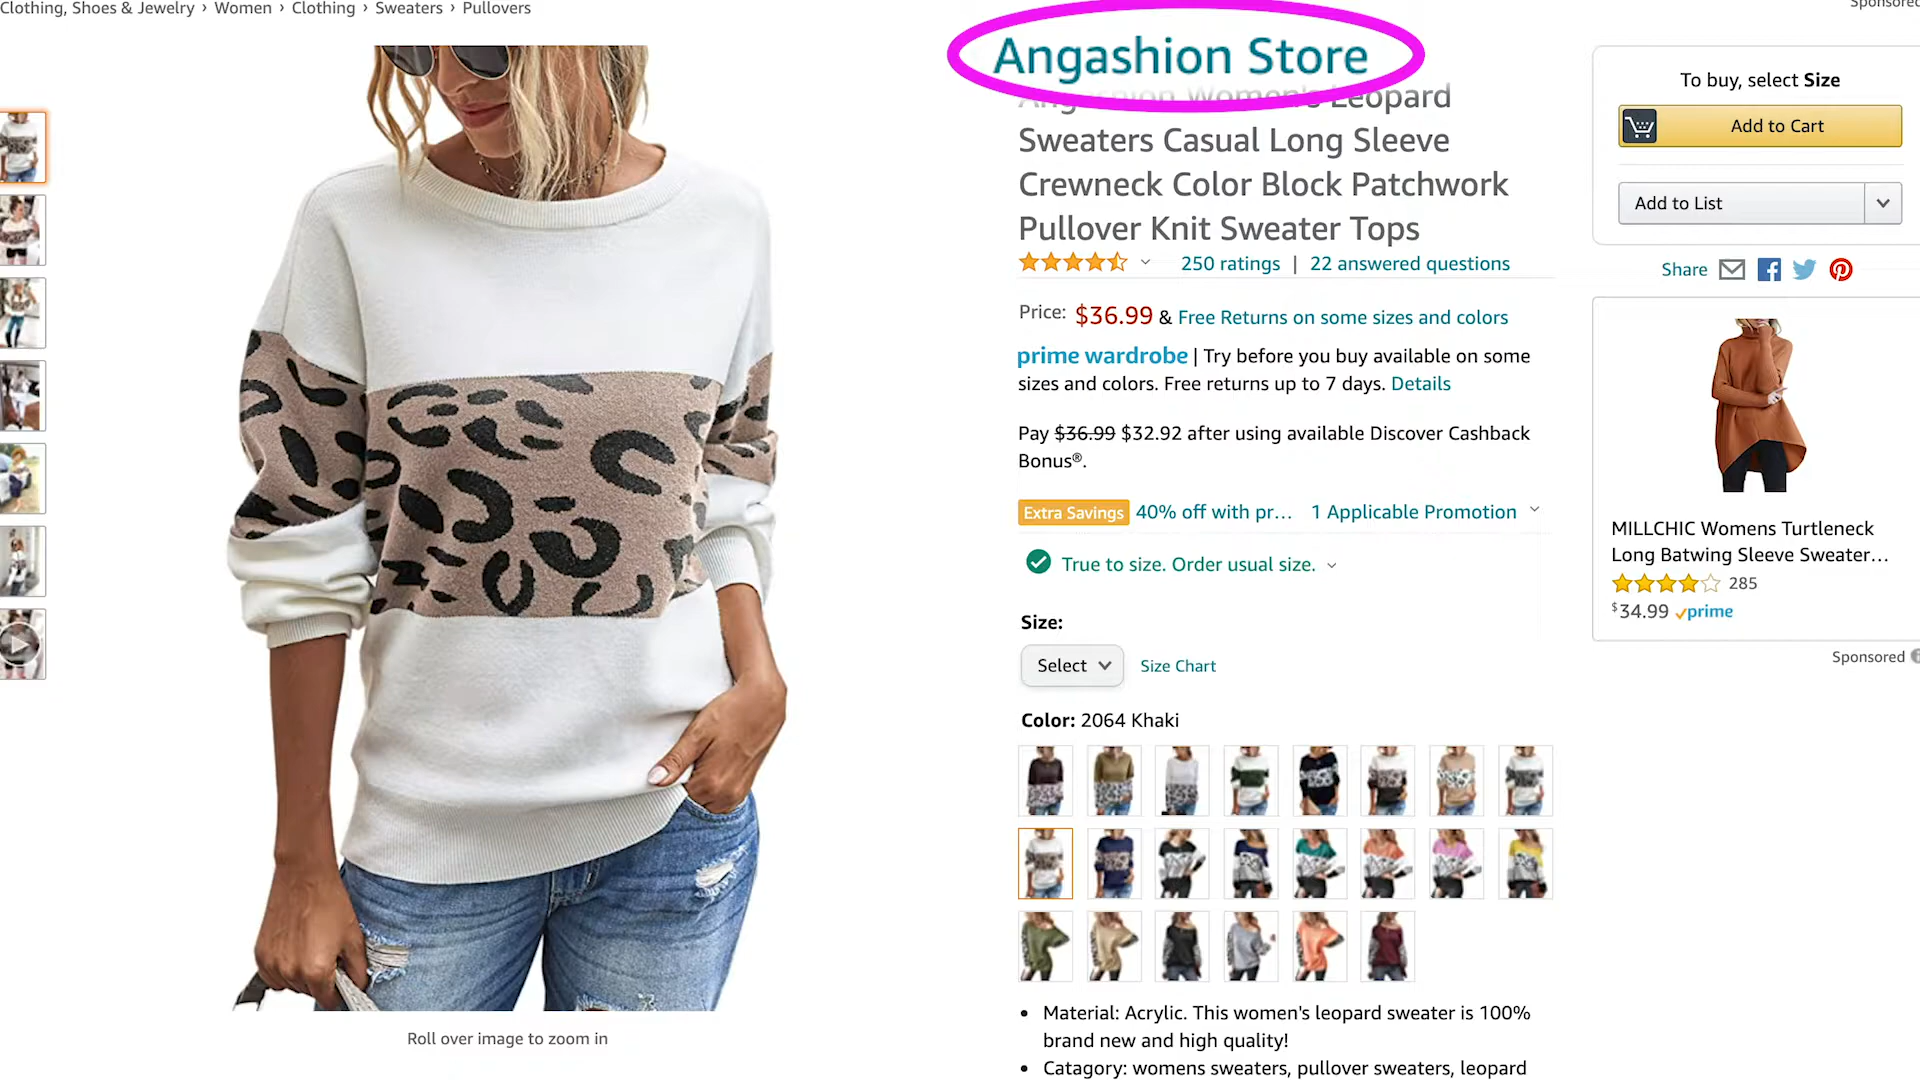 Clothing, Shoes & Jewelry › Women › Clothing › Sweaters › Pullovers
Sponsored
Angashion Store
Angashion Women's Leopard
Sweaters Casual Long Sleeve
Crewneck Color Block Patchwork
Pullover Knit Sweater Tops
250 ratings | 22 answered questions
Price: $36.99 & Free Returns on some sizes and colors
prime wardrobe | Try before you buy available on some
sizes and colors. Free returns up to 7 days. Details
Pay $36.99 $32.92 after using available Discover Cashback
Bonus®.
Extra Savings 40% off with pr... 1 Applicable Promotion
True to size. Order usual size.
Size:
Select Size Chart
Color: 2064 Khaki
• Material: Acrylic. This women's leopard sweater is 100%
brand new and high quality!
• Catagory: womens sweaters, pullover sweaters, leopard
Roll over image to zoom in
To buy, select Size
Add to Cart
Add to List
Share
MILLCHIC Womens Turtleneck
Long Batwing Sleeve Sweater...
285
$34.99 prime
Sponsored